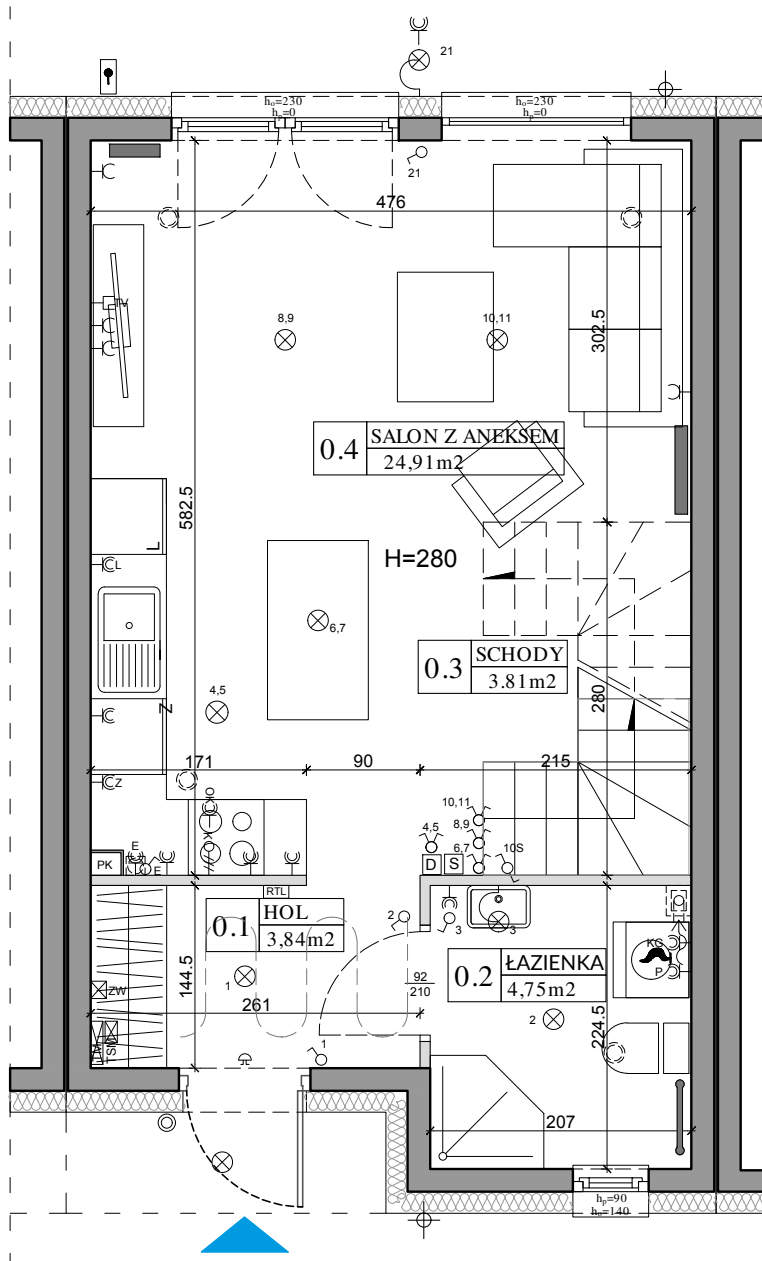 21
hₒ=230
hₚ=0
hₒ=230
hₚ=0
21
476
TV
8,9
10,11
302.5
0.4
SALON Z ANEKSEM
24,91m2
582.5
L
H=280
L
6,7
0.3
SCHODY
3.81m2
280
4,5
Z
171
90
215
Z
OK
10,11
8,9
4,5
6,7
10S
E
PK
E
D
S
RTL
0.1
HOL
3,84m2
2
3
3
KG
P
0.2
ŁAZIENKA
4,75m2
92
210
144.5
ZW
1
261
2
224.5
TSM
1
207
hₚ=90
hₒ=140